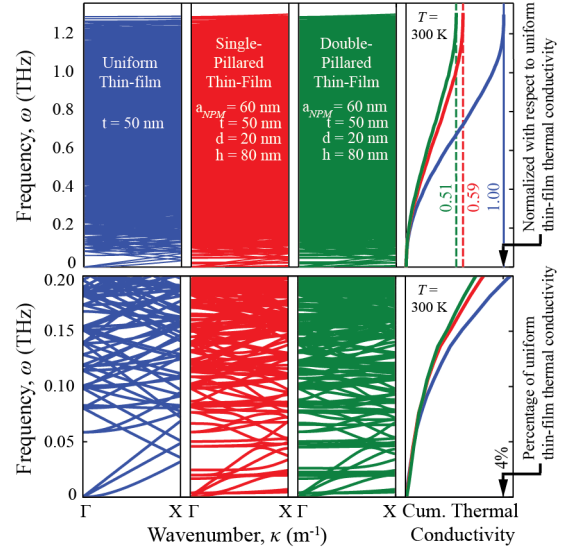 Frequency, ω (THz)
1.2
1.0
0.8
0.6
0.4
0.2
0
Uniform
Thin-film
t = 50 nm
Single-
Pillared
Thin-Film
a_NPM = 60 nm
t = 50 nm
d = 20 nm
h = 80 nm
Double-
Pillared
Thin-Film
a_NPM = 60 nm
t = 50 nm
d = 20 nm
h = 80 nm
T =
300 K
0.51
0.59
1.00
Normalized with respect to uniform
thin-film thermal conductivity
Frequency, ω (THz)
0.20
0.15
0.10
0.05
0
T =
300 K
4%
Percentage of uniform
thin-film thermal conductivity
Γ X Γ X Γ X
Wavenumber, κ (m⁻¹)
Cum. Thermal
Conductivity